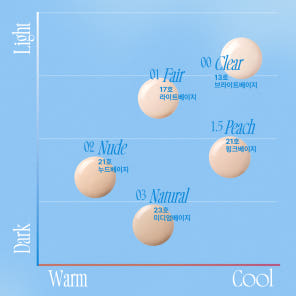 Light
00 Clear
13호
브라이트베이지
01 Fair
17호
라이트베이지
1.5 Peach
21호
핑크베이지
02 Nude
21호
누드베이지
03 Natural
23호
미디엄베이지
Dark
Warm
Cool